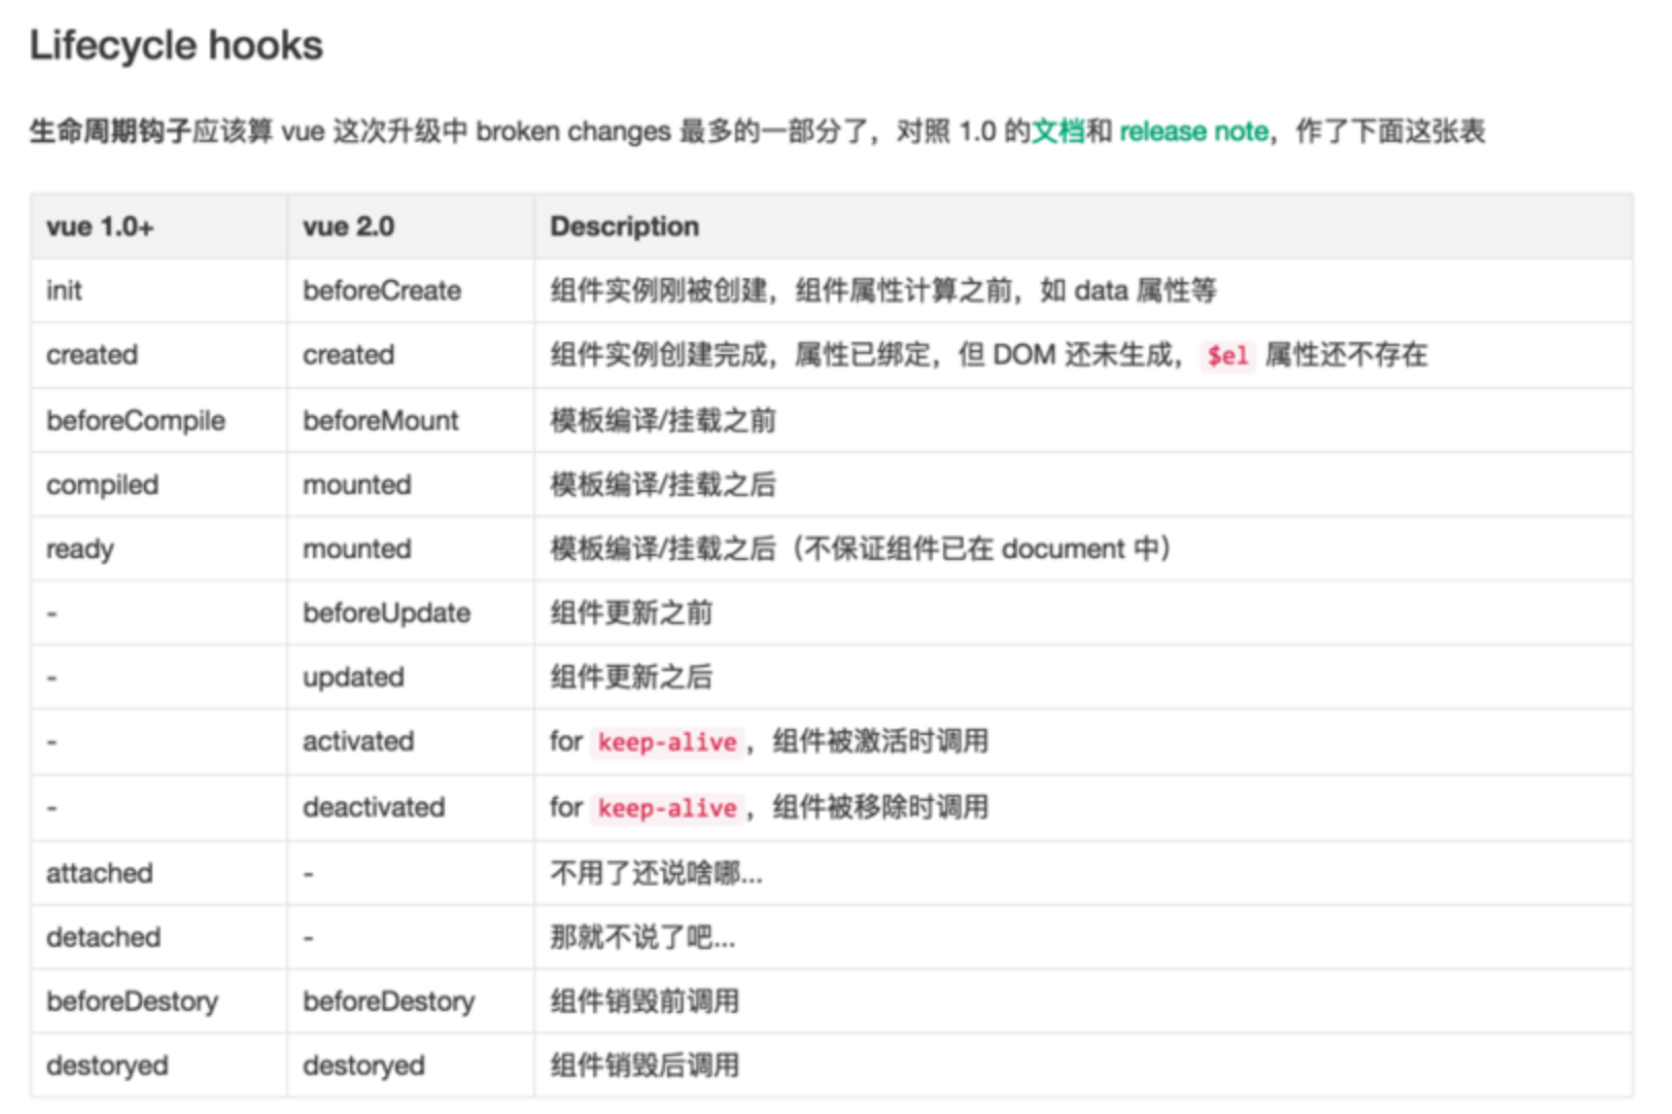 Lifecycle hooks
生命周期钩子应该算 vue 这次升级中 broken changes 最多的一部分了，对照 1.0 的文档和 release note，作了下面这张表
vue 1.0+ vue 2.0 Description
init beforeCreate 组件实例刚被创建，组件属性计算之前，如 data 属性等
created created 组件实例创建完成，属性已绑定，但 DOM 还未生成， $el 属性还不存在
beforeCompile beforeMount 模板编译/挂载之前
compiled mounted 模板编译/挂载之后
ready mounted 模板编译/挂载之后（不保证组件已在 document 中）
- beforeUpdate 组件更新之前
- updated 组件更新之后
- activated for keep-alive，组件被激活时调用
- deactivated for keep-alive，组件被移除时调用
attached - 不用了还说啥哪...
detached - 那就不说了吧...
beforeDestory beforeDestory 组件销毁前调用
destoryed destoryed 组件销毁后调用